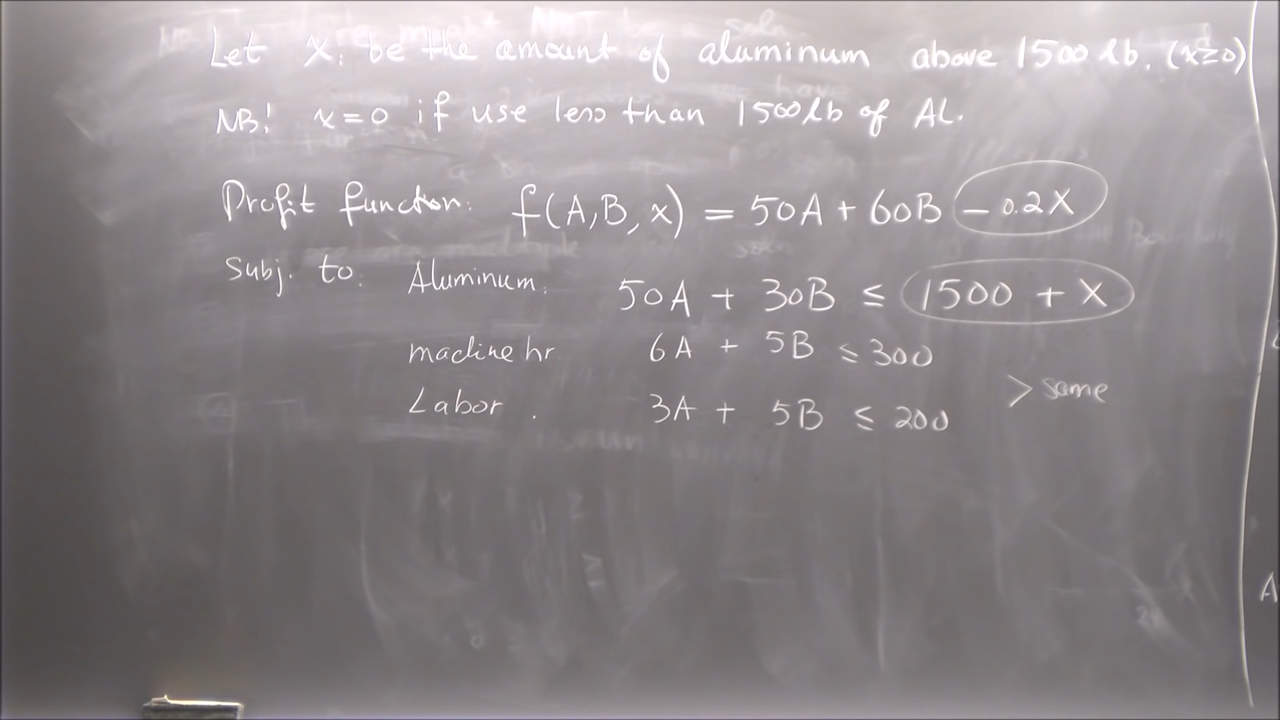 Let x: be the amount of aluminum above 1500 lb. (x≥0)
NB! x=0 if use less than 1500lb of AL.
Profit function: f(A,B,x) = 50A + 60B - 0.2X
Subj. to: Aluminum. 50A + 30B ≤ 1500 + X
machine hr 6A + 5B ≤ 300
> same
Labor . 3A + 5B ≤ 200
A